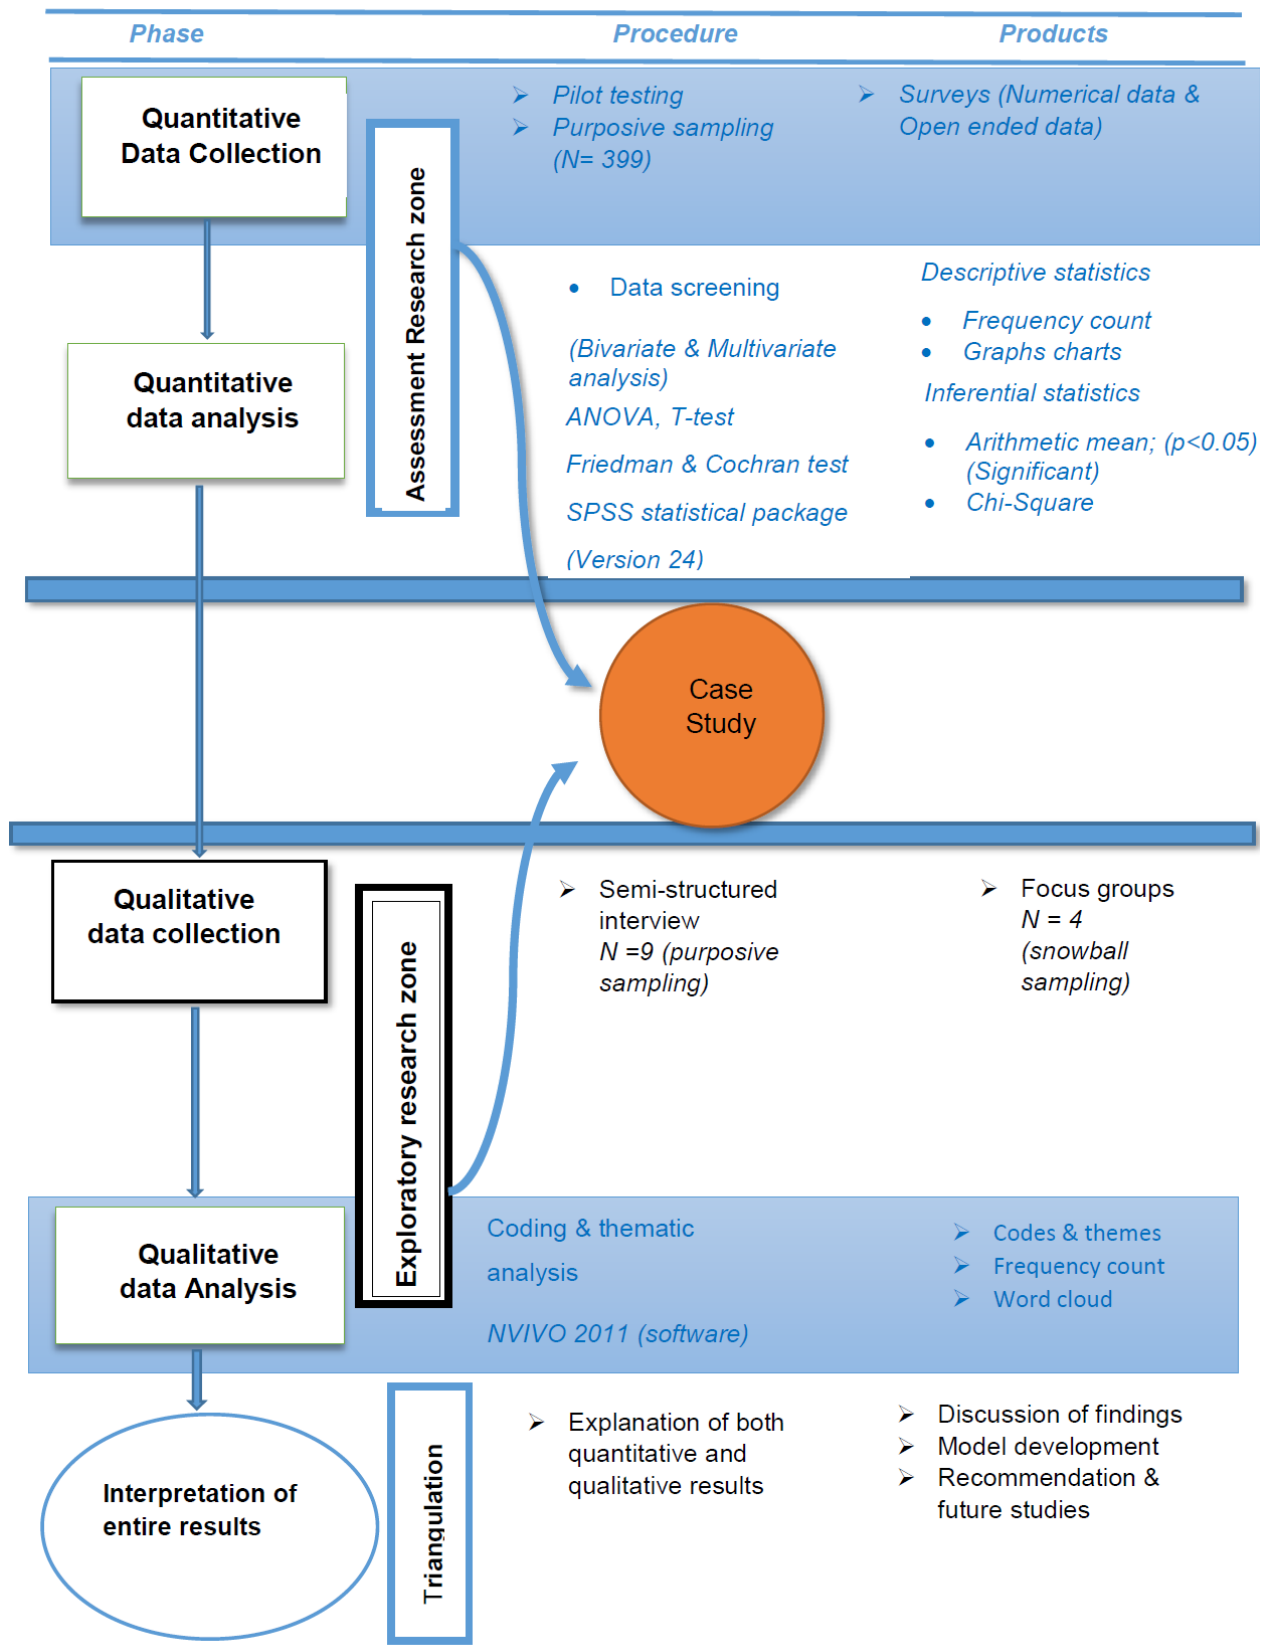 Phase
Procedure
Products
Quantitative
Data Collection
➢ Pilot testing
➢ Purposive sampling
(N= 399)
➢ Surveys (Numerical data &
Open ended data)
Assessment Research zone
Quantitative
data analysis
• Data screening
(Bivariate & Multivariate
analysis)
ANOVA, T-test
Friedman & Cochran test
SPSS statistical package
(Version 24)
Descriptive statistics
• Frequency count
• Graphs charts
Inferential statistics
• Arithmetic mean; (p<0.05)
(Significant)
• Chi-Square
Case
Study
Qualitative
data collection
Exploratory research zone
➢ Semi-structured
interview
N =9 (purposive
sampling)
➢ Focus groups
N = 4
(snowball
sampling)
Qualitative
data Analysis
Coding & thematic
analysis
NVIVO 2011 (software)
➢ Codes & themes
➢ Frequency count
➢ Word cloud
Interpretation of
entire results
Triangulation
➢ Explanation of both
quantitative and
qualitative results
➢ Discussion of findings
➢ Model development
➢ Recommendation &
future studies